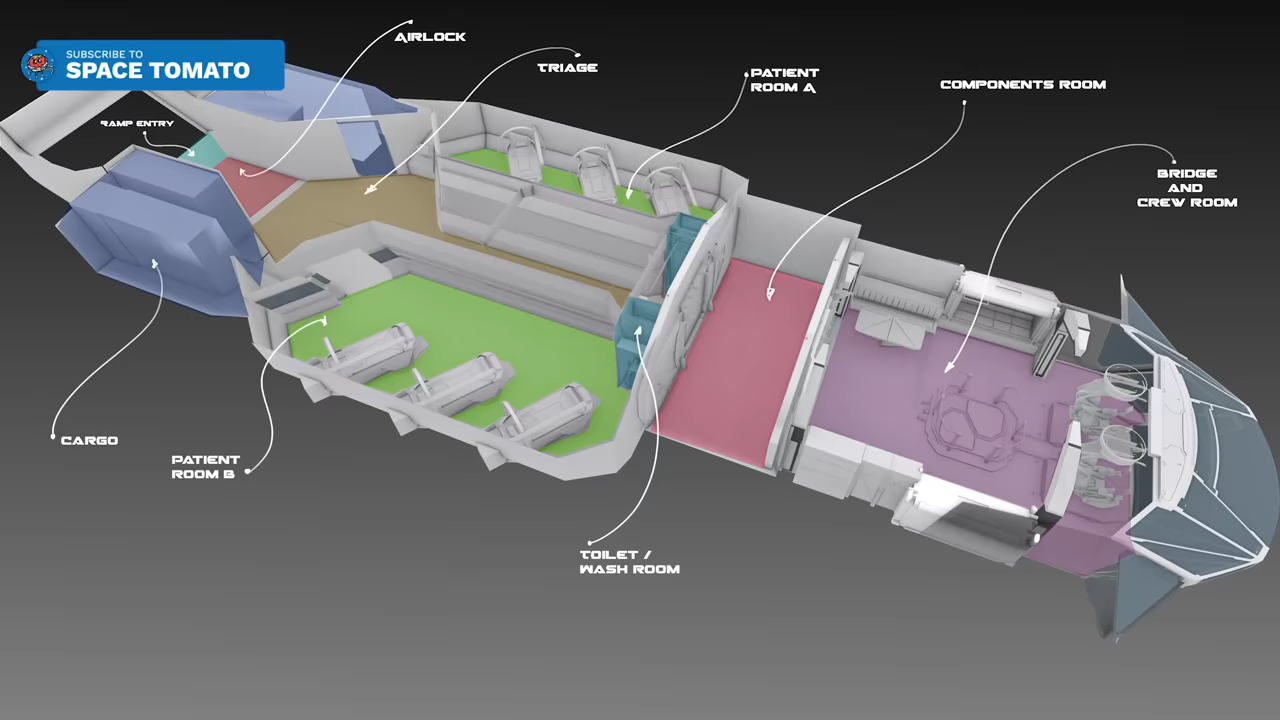 SUBSCRIBE TO
SPACE TOMATO
AIRLOCK
TRIAGE
PATIENT
ROOM A
COMPONENTS ROOM
RAMP ENTRY
BRIDGE
AND
CREW ROOM
CARGO
PATIENT
ROOM B
TOILET /
WASH ROOM